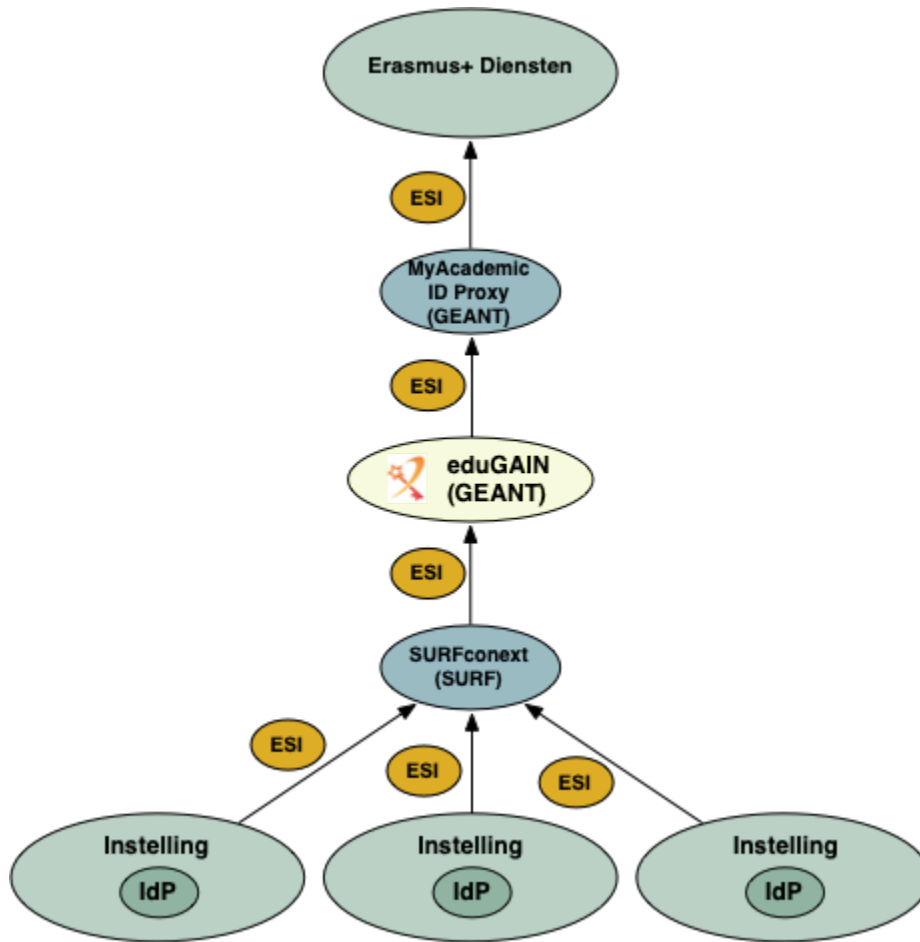 Erasmus+ Diensten
ESI
MyAcademic
ID Proxy
(GEANT)
ESI
eduGAIN
(GEANT)
ESI
SURFconext
(SURF)
ESI
ESI
ESI
Instelling
IdP
Instelling
IdP
Instelling
IdP